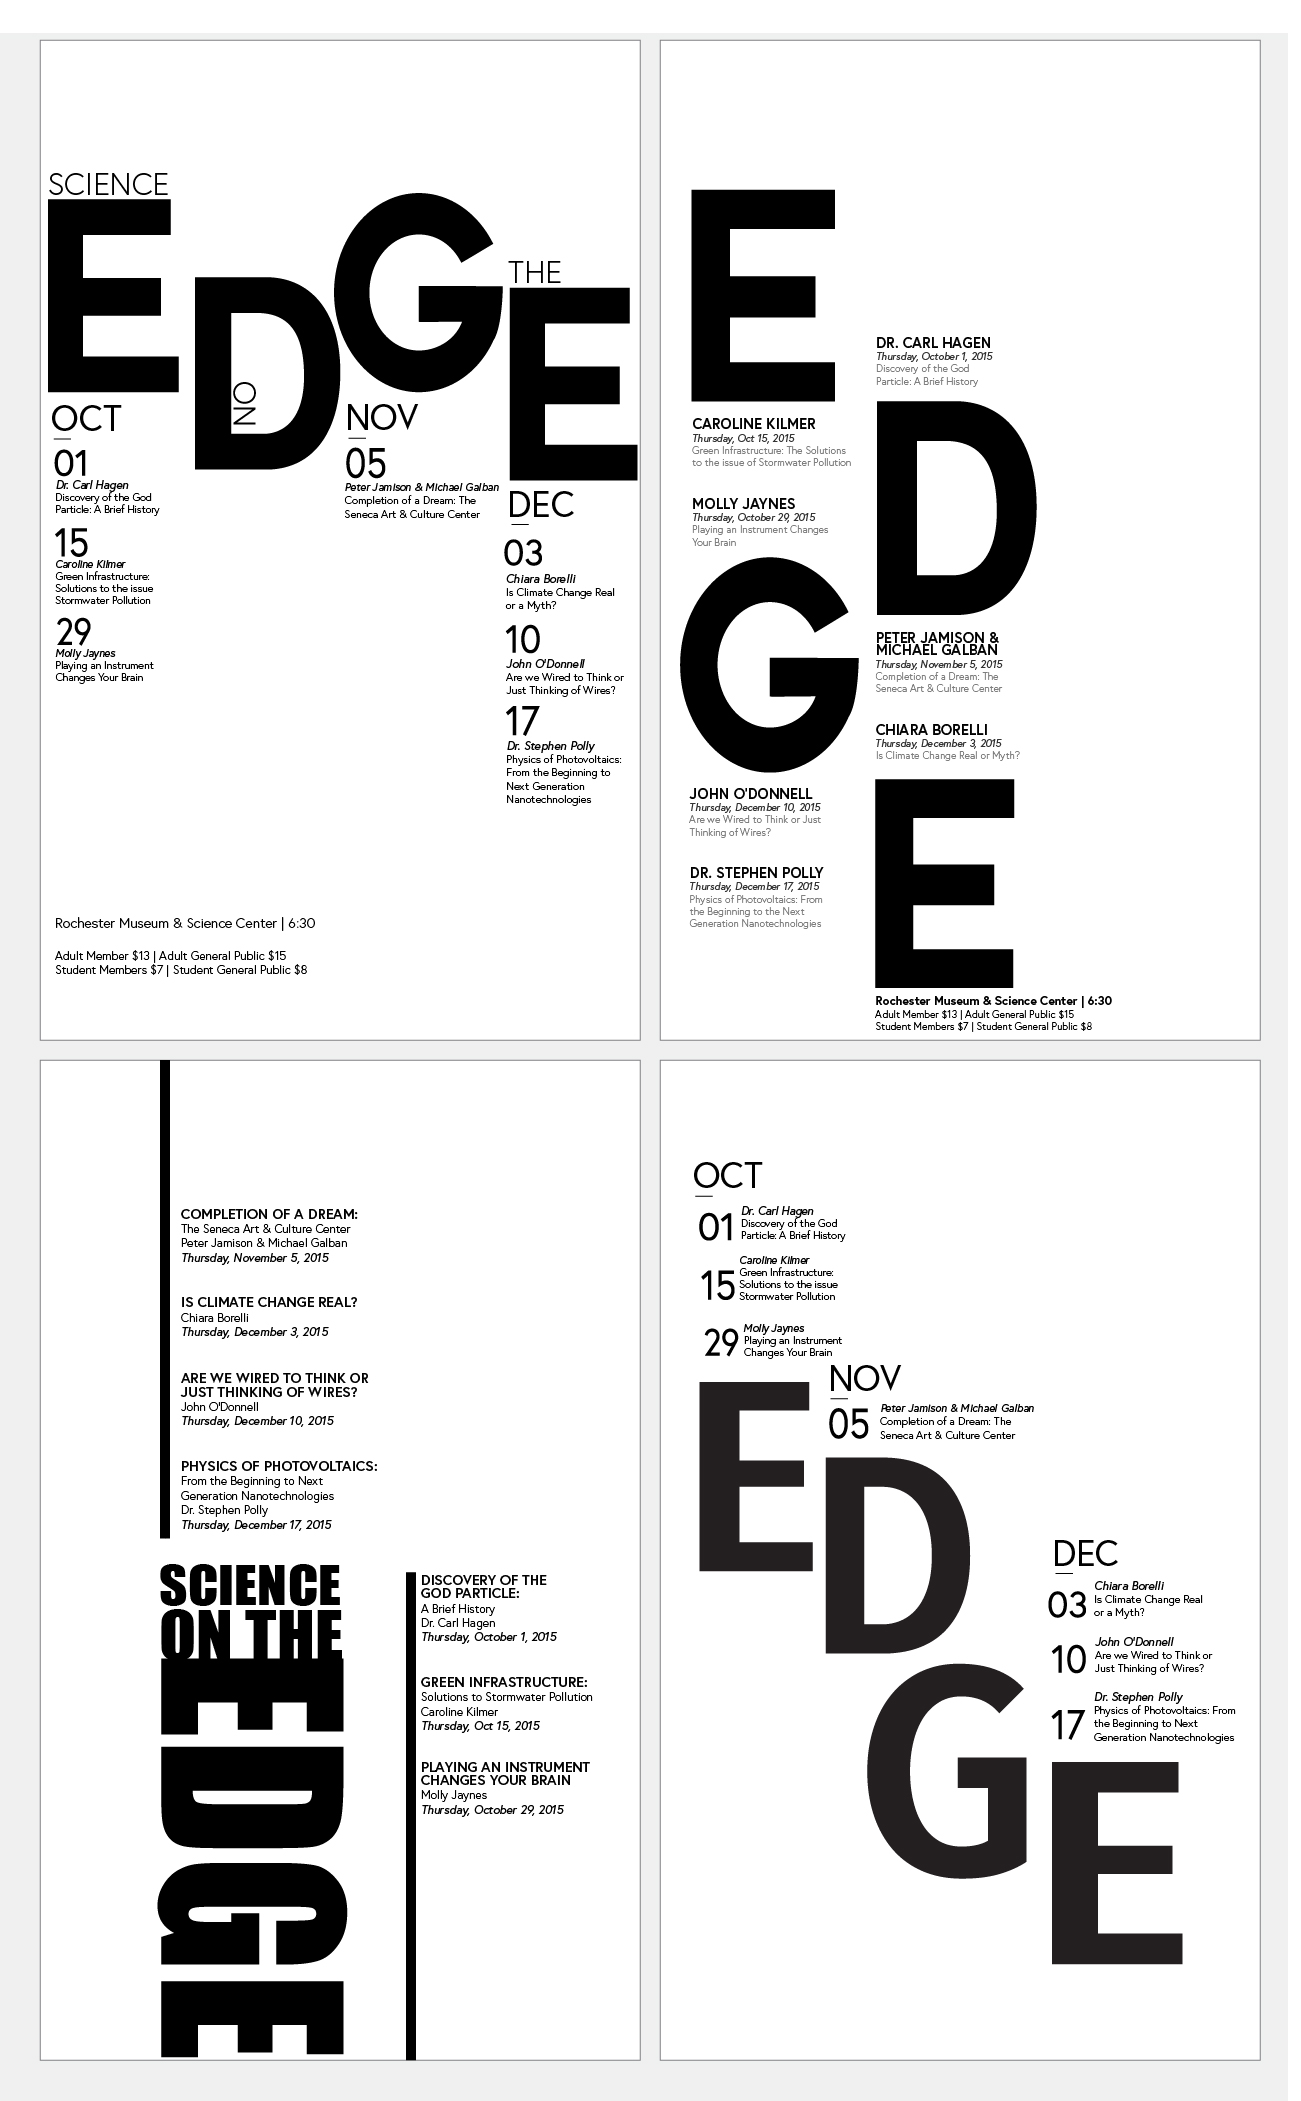 SCIENCE
EDGE
NO
THE
OCT
01
Dr. Carl Hagen
Discovery of the God
Particle: A Brief History
15
Caroline Kilmer
Green Infrastructure:
Solutions to the issue
Stormwater Pollution
29
Molly Jaynes
Playing an Instrument
Changes Your Brain
NOV
05
Peter Jamison & Michael Galban
Completion of a Dream: The
Seneca Art & Culture Center
DEC
03
Chiara Borelli
Is Climate Change Real
or a Myth?
10
John O'Donnell
Are we Wired to Think or
Just Thinking of Wires?
17
Dr. Stephen Polly
Physics of Photovoltaics:
From the Beginning to
Next Generation
Nanotechnologies
Rochester Museum & Science Center | 6:30
Adult Member $13 | Adult General Public $15
Student Members $7 | Student General Public $8
E
DR. CARL HAGEN
Thursday, October 1, 2015
Discovery of the God
Particle: A Brief History
D
CAROLINE KILMER
Thursday, Oct 15, 2015
Green Infrastructure: The Solutions
to the issue of Stormwater Pollution
MOLLY JAYNES
Thursday, October 29, 2015
Playing an Instrument Changes
Your Brain
G
PETER JAMISON &
MICHAEL GALBAN
Thursday, November 5, 2015
Completion of a Dream: The
Seneca Art & Culture Center
CHIARA BORELLI
Thursday, December 3, 2015
Is Climate Change Real or Myth?
E
JOHN O'DONNELL
Thursday, December 10, 2015
Are we Wired to Think or Just
Thinking of Wires?
DR. STEPHEN POLLY
Thursday, December 17, 2015
Physics of Photovoltaics: From
the Beginning to the Next
Generation Nanotechnologies
Rochester Museum & Science Center | 6:30
Adult Member $13 | Adult General Public $15
Student Members $7 | Student General Public $8
COMPLETION OF A DREAM:
The Seneca Art & Culture Center
Peter Jamison & Michael Galban
Thursday, November 5, 2015
IS CLIMATE CHANGE REAL?
Chiara Borelli
Thursday, December 3, 2015
ARE WE WIRED TO THINK OR
JUST THINKING OF WIRES?
John O'Donnell
Thursday, December 10, 2015
PHYSICS OF PHOTOVOLTAICS:
From the Beginning to Next
Generation Nanotechnologies
Dr. Stephen Polly
Thursday, December 17, 2015
SCIENCE
ON THE
EDGE
DISCOVERY OF THE
GOD PARTICLE:
A Brief History
Dr. Carl Hagen
Thursday, October 1, 2015
GREEN INFRASTRUCTURE:
Solutions to Stormwater Pollution
Caroline Kilmer
Thursday, Oct 15, 2015
PLAYING AN INSTRUMENT
CHANGES YOUR BRAIN
Molly Jaynes
Thursday, October 29, 2015
OCT
01
Dr. Carl Hagen
Discovery of the God
Particle: A Brief History
15
Caroline Kilmer
Green Infrastructure:
Solutions to the issue
Stormwater Pollution
29
Molly Jaynes
Playing an Instrument
Changes Your Brain
NOV
05
Peter Jamison & Michael Galban
Completion of a Dream: The
Seneca Art & Culture Center
EDGE
DEC
03
Chiara Borelli
Is Climate Change Real
or a Myth?
10
John O'Donnell
Are we Wired to Think or
Just Thinking of Wires?
17
Dr. Stephen Polly
Physics of Photovoltaics: From
the Beginning to Next
Generation Nanotechnologies